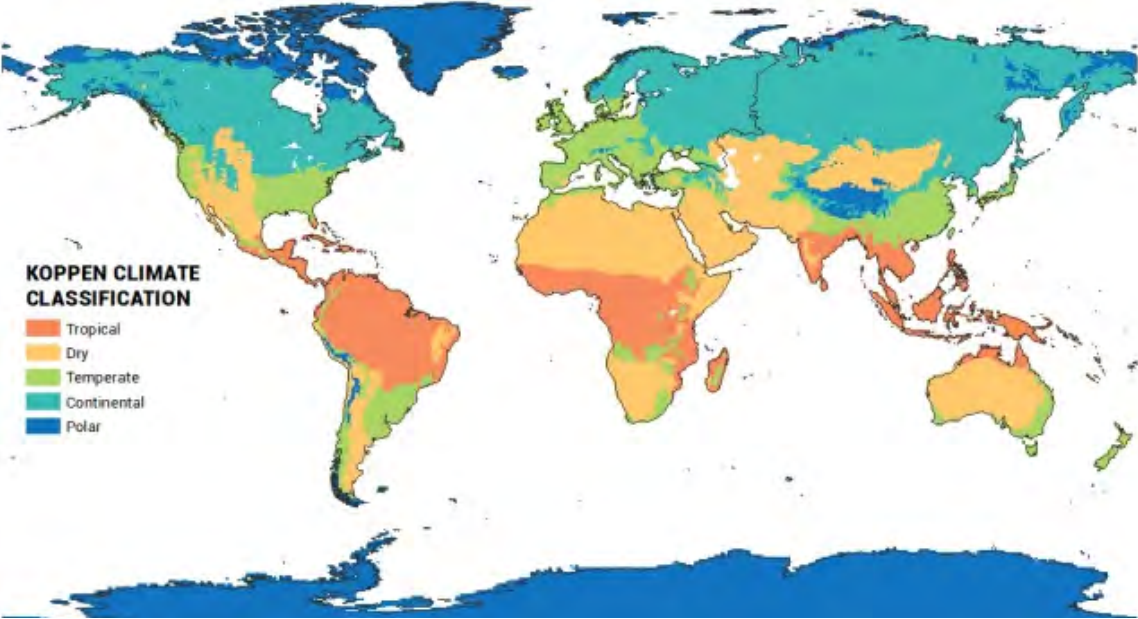 KOPPEN CLIMATE
CLASSIFICATION
Tropical
Dry
Temperate
Continental
Polar